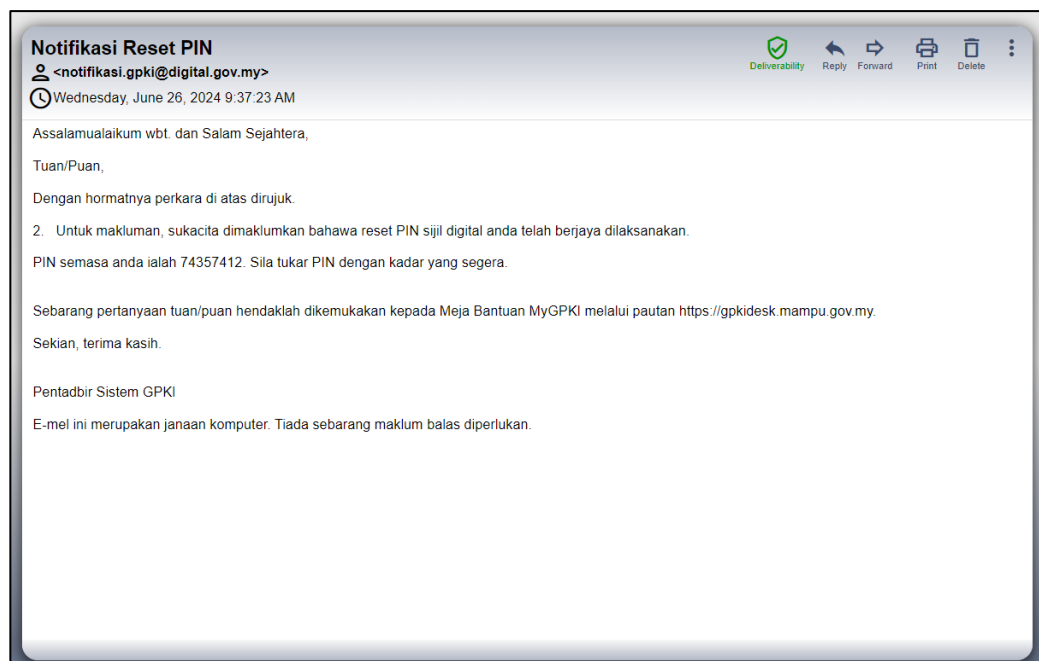 Notifikasi Reset PIN
<notifikasi.gpki@digital.gov.my>
Wednesday, June 26, 2024 9:37:23 AM
Deliverability Reply Forward Print Delete
Assalamualaikum wbt. dan Salam Sejahtera,
Tuan/Puan,
Dengan hormatnya perkara di atas dirujuk.
2. Untuk makluman, sukacita dimaklumkan bahawa reset PIN sijil digital anda telah berjaya dilaksanakan.
PIN semasa anda ialah 74357412. Sila tukar PIN dengan kadar yang segera.
Sebarang pertanyaan tuan/puan hendaklah dikemukakan kepada Meja Bantuan MyGPKI melalui pautan https://gpkidesk.mampu.gov.my.
Sekian, terima kasih.
Pentadbir Sistem GPKI
E-mel ini merupakan janaan komputer. Tiada sebarang maklum balas diperlukan.